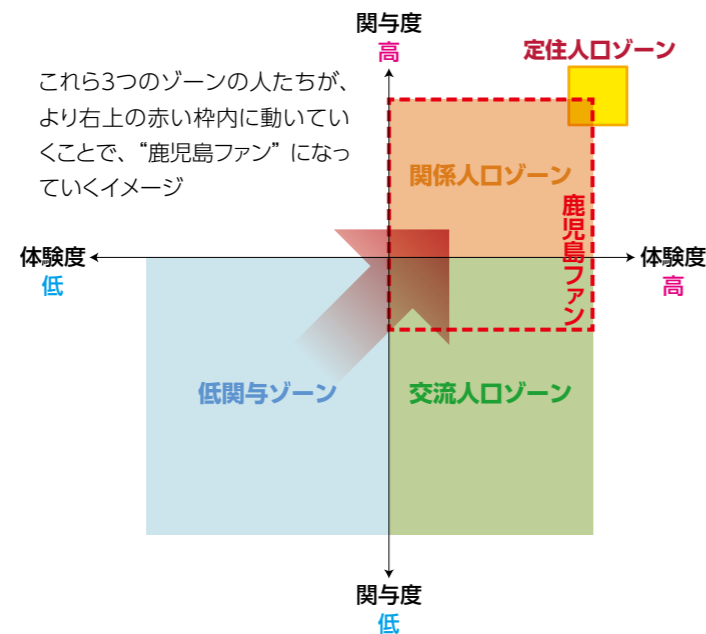 関与度
高
定住人口ゾーン
これら3つのゾーンの人たちが、
より右上の赤い枠内に動いてい
くことで、“鹿児島ファン”になっ
ていくイメージ
関係人口ゾーン
鹿児島ファン
体験度
低
体験度
高
低関与ゾーン
交流人口ゾーン
関与度
低